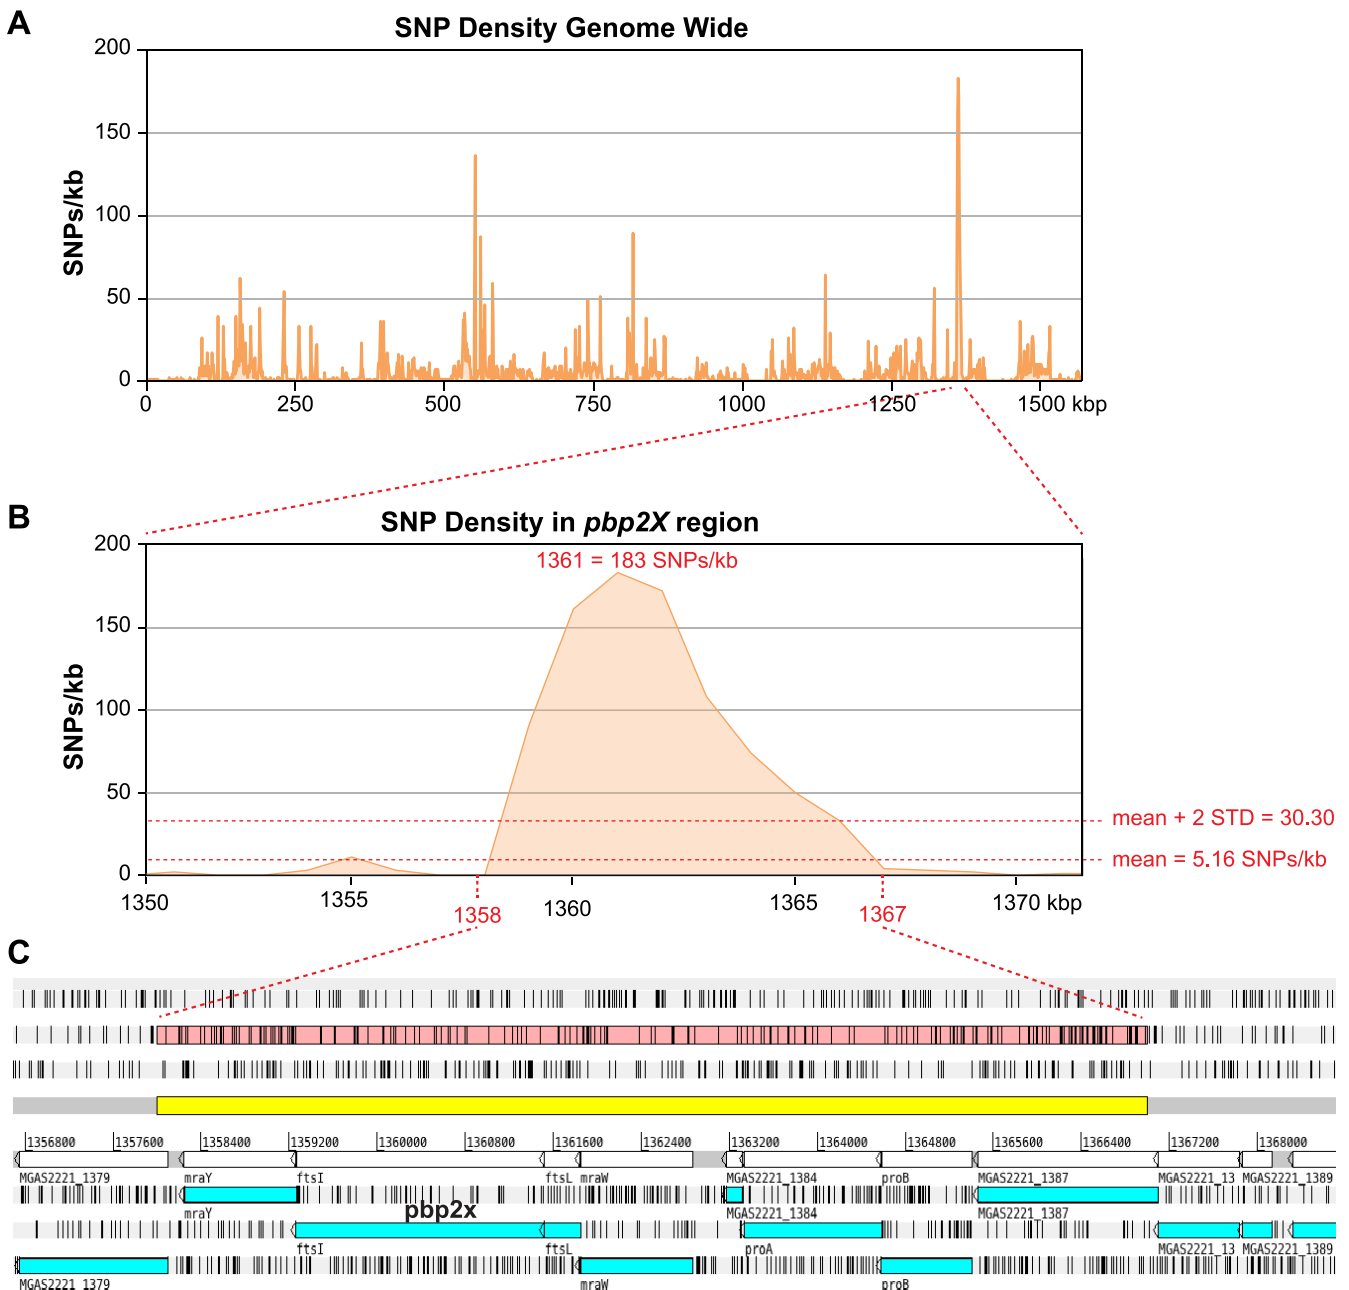 A
SNP Density Genome Wide
SNPs/kb
200
150
100
50
0
0 250 500 750 1000 1250 1500 kbp
B
SNP Density in pbp2X region
1361 = 183 SNPs/kb
SNPs/kb
200
150
100
50
0
mean + 2 STD = 30.30
mean = 5.16 SNPs/kb
1350 1355 1358 1360 1365 1367 1370 kbp
C
1356800 1357600 1358400 1359200 1360000 1360800 1361600 1362400 1363200 1364000 1364800 1365600 1366400 1367200 1368000
MGAS2221_1379 mraY ftsI ftsL mraW MGAS2221_1384 proB MGAS2221_1387 MGAS2221_13 MGAS2221_1389
mraY pbp2x MGAS2221_1384 MGAS2221_1387
ftsI ftsL proA MGAS2221_13 MGAS2221_1389
MGAS2221_1379 mraW proB